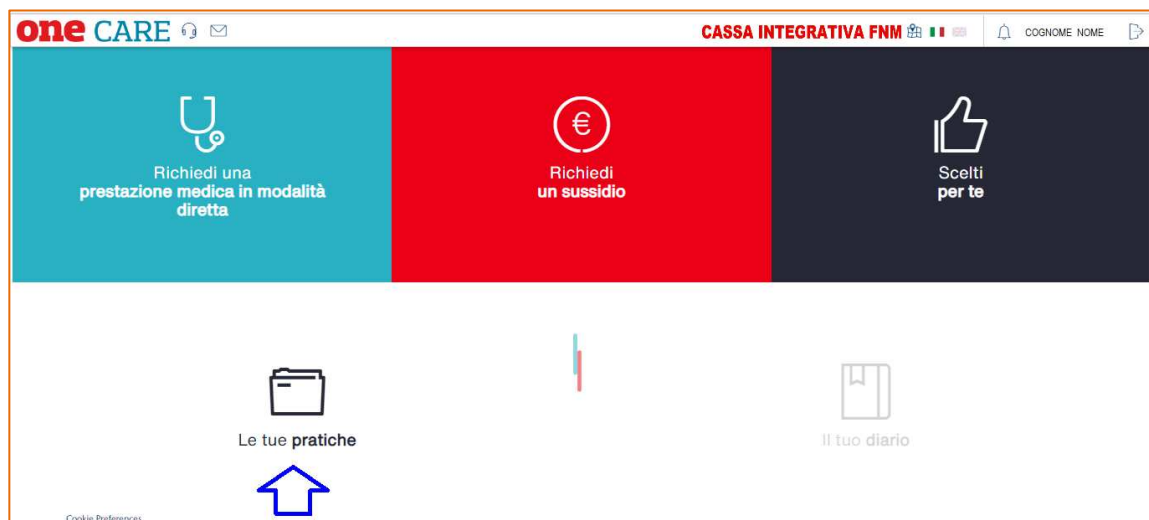 one CARE
CASSA INTEGRATIVA FNM
COGNOME NOME
Richiedi una
prestazione medica in modalità
diretta
Richiedi
un sussidio
Scelti
per te
Le tue pratiche
Il tuo diario
Cookie Preferences